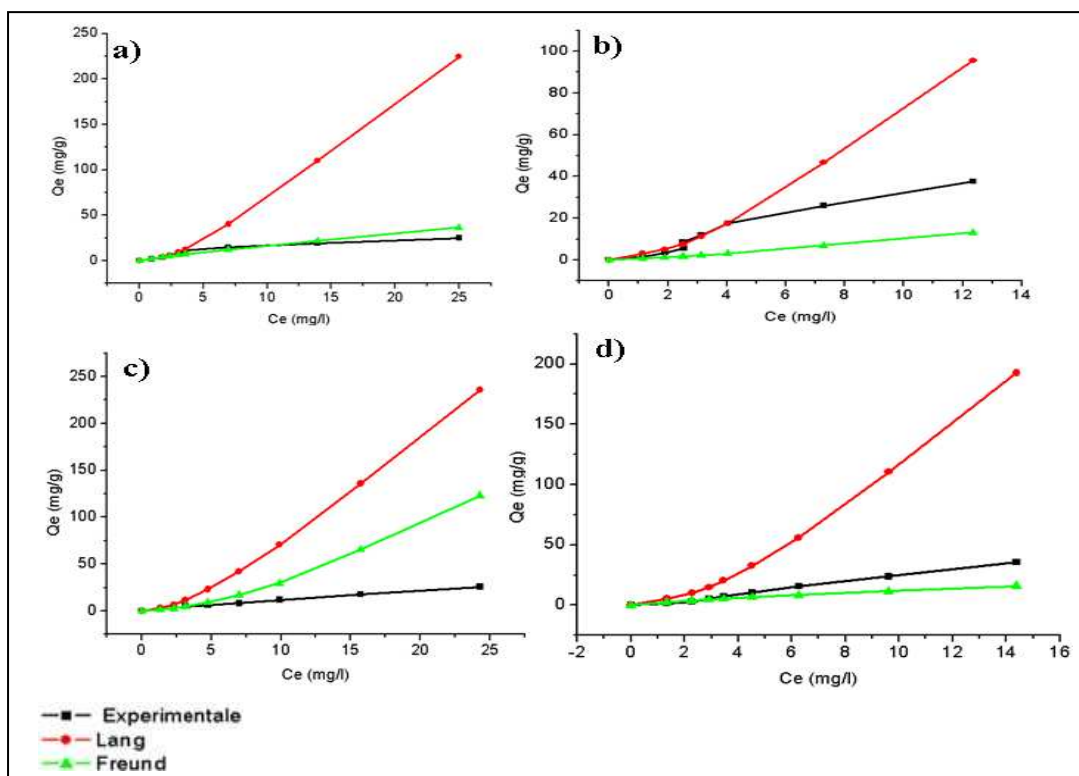 a)
250
200
150
100
50
0
Qe (mg/g)
0 5 10 15 20 25
Ce (mg/l)
b)
100
80
60
40
20
0
Qe (mg/g)
0 2 4 6 8 10 12 14
Ce (mg/l)
c)
250
200
150
100
50
0
Qe (mg/g)
0 5 10 15 20 25
Ce (mg/l)
d)
200
150
100
50
0
Qe (mg/g)
-2 0 2 4 6 8 10 12 14 16
Ce (mg/l)
Experimentale
Lang
Freund